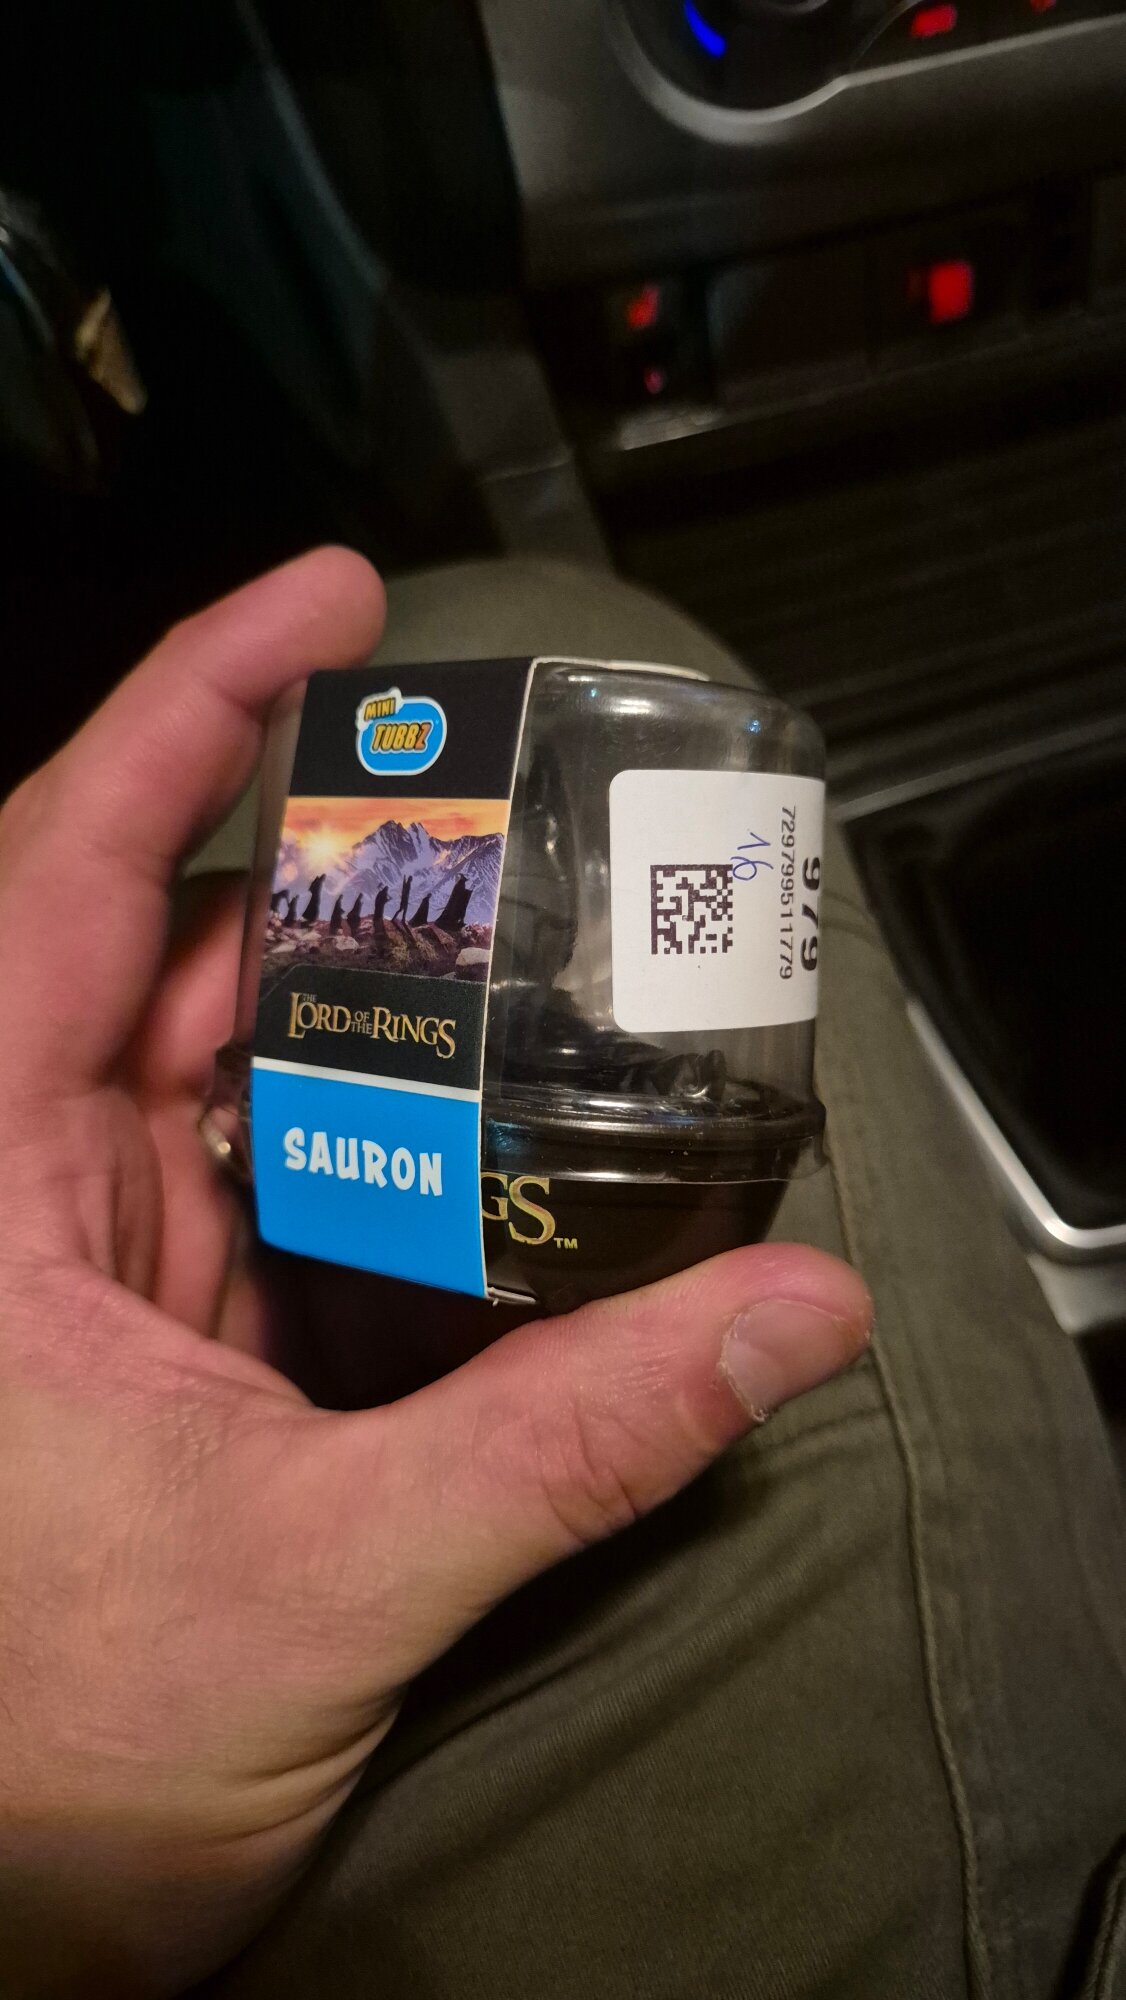 MINI
TUBBZ
THE
LORD OF THE RINGS
SAURON
GS™
16
729799511779
979